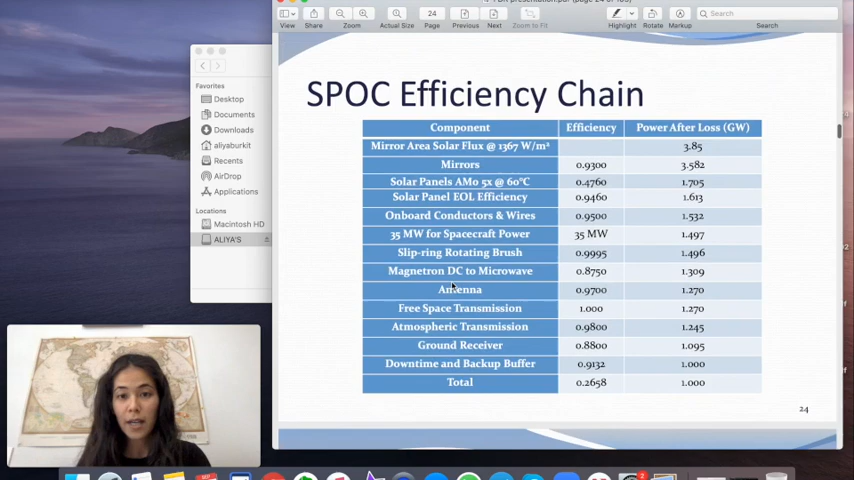 24
Search
View
Share
Zoom
Actual Size
Page
Previous
Next
Zoom to Fit
Highlight
Rotate
Markup
Search
Favorites
Desktop
Documents
Downloads
aliyaburkit
Recents
AirDrop
Applications
Locations
Macintosh HD
ALIYA'S
SPOC Efficiency Chain
Component Efficiency Power After Loss (GW)
Mirror Area Solar Flux @ 1367 W/m² 3.85
Mirrors 0.9300 3.582
Solar Panels AM0 5x @ 60°C 0.4760 1.705
Solar Panel EOL Efficiency 0.9460 1.613
Onboard Conductors & Wires 0.9500 1.532
35 MW for Spacecraft Power 35 MW 1.497
Slip-ring Rotating Brush 0.9995 1.496
Magnetron DC to Microwave 0.8750 1.309
Antenna 0.9700 1.270
Free Space Transmission 1.000 1.270
Atmospheric Transmission 0.9800 1.245
Ground Receiver 0.8800 1.095
Downtime and Backup Buffer 0.9132 1.000
Total 0.2658 1.000
24